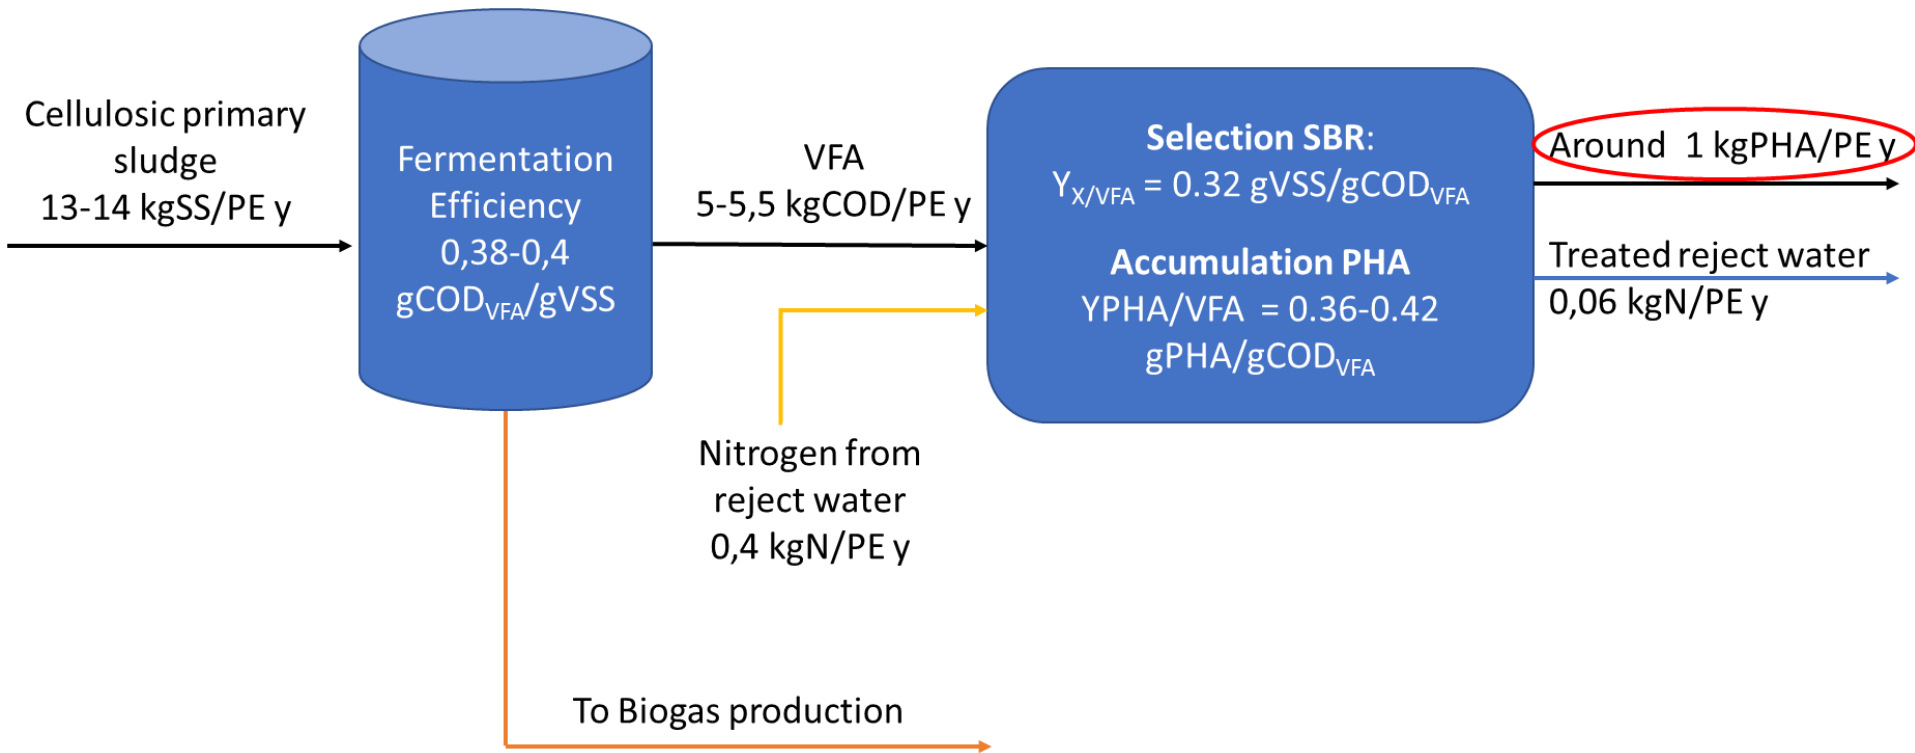 Cellulosic primary
sludge
13-14 kgSS/PE y
Fermentation
Efficiency
0,38-0,4
gCODVFA/gVSS
VFA
5-5,5 kgCOD/PE y
Nitrogen from
reject water
0,4 kgN/PE y
Selection SBR:
YX/VFA = 0.32 gVSS/gCODVFA
Accumulation PHA
YPHA/VFA = 0.36-0.42
gPHA/gCODVFA
Around 1 kgPHA/PE y
Treated reject water
0,06 kgN/PE y
To Biogas production